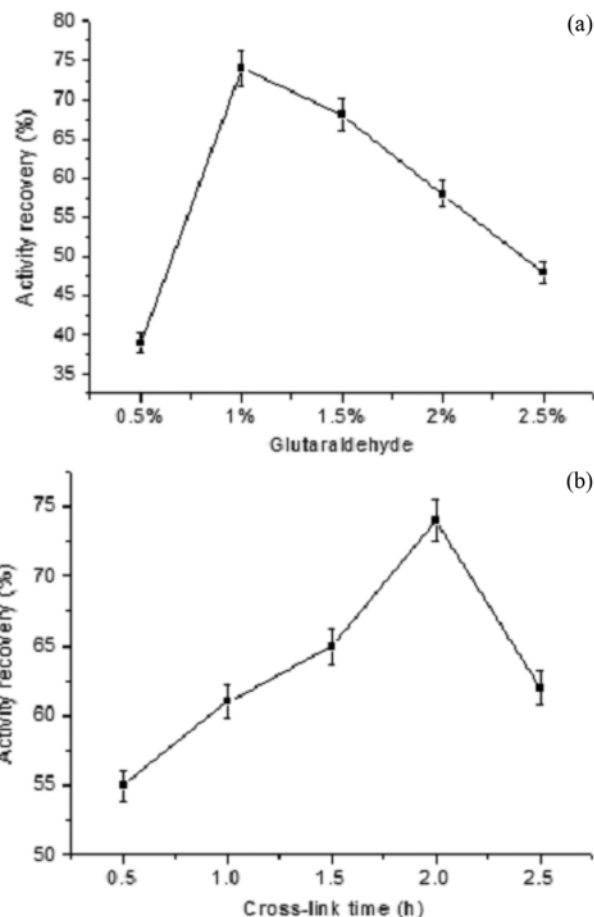 (a)
80
75
70
65
60
55
50
45
40
35
Activity recovery (%)
0.5% 1% 1.5% 2% 2.5%
Glutaraldehyde
(b)
75
70
65
60
55
50
Activity recovery (%)
0.5 1.0 1.5 2.0 2.5
Cross-link time (h)